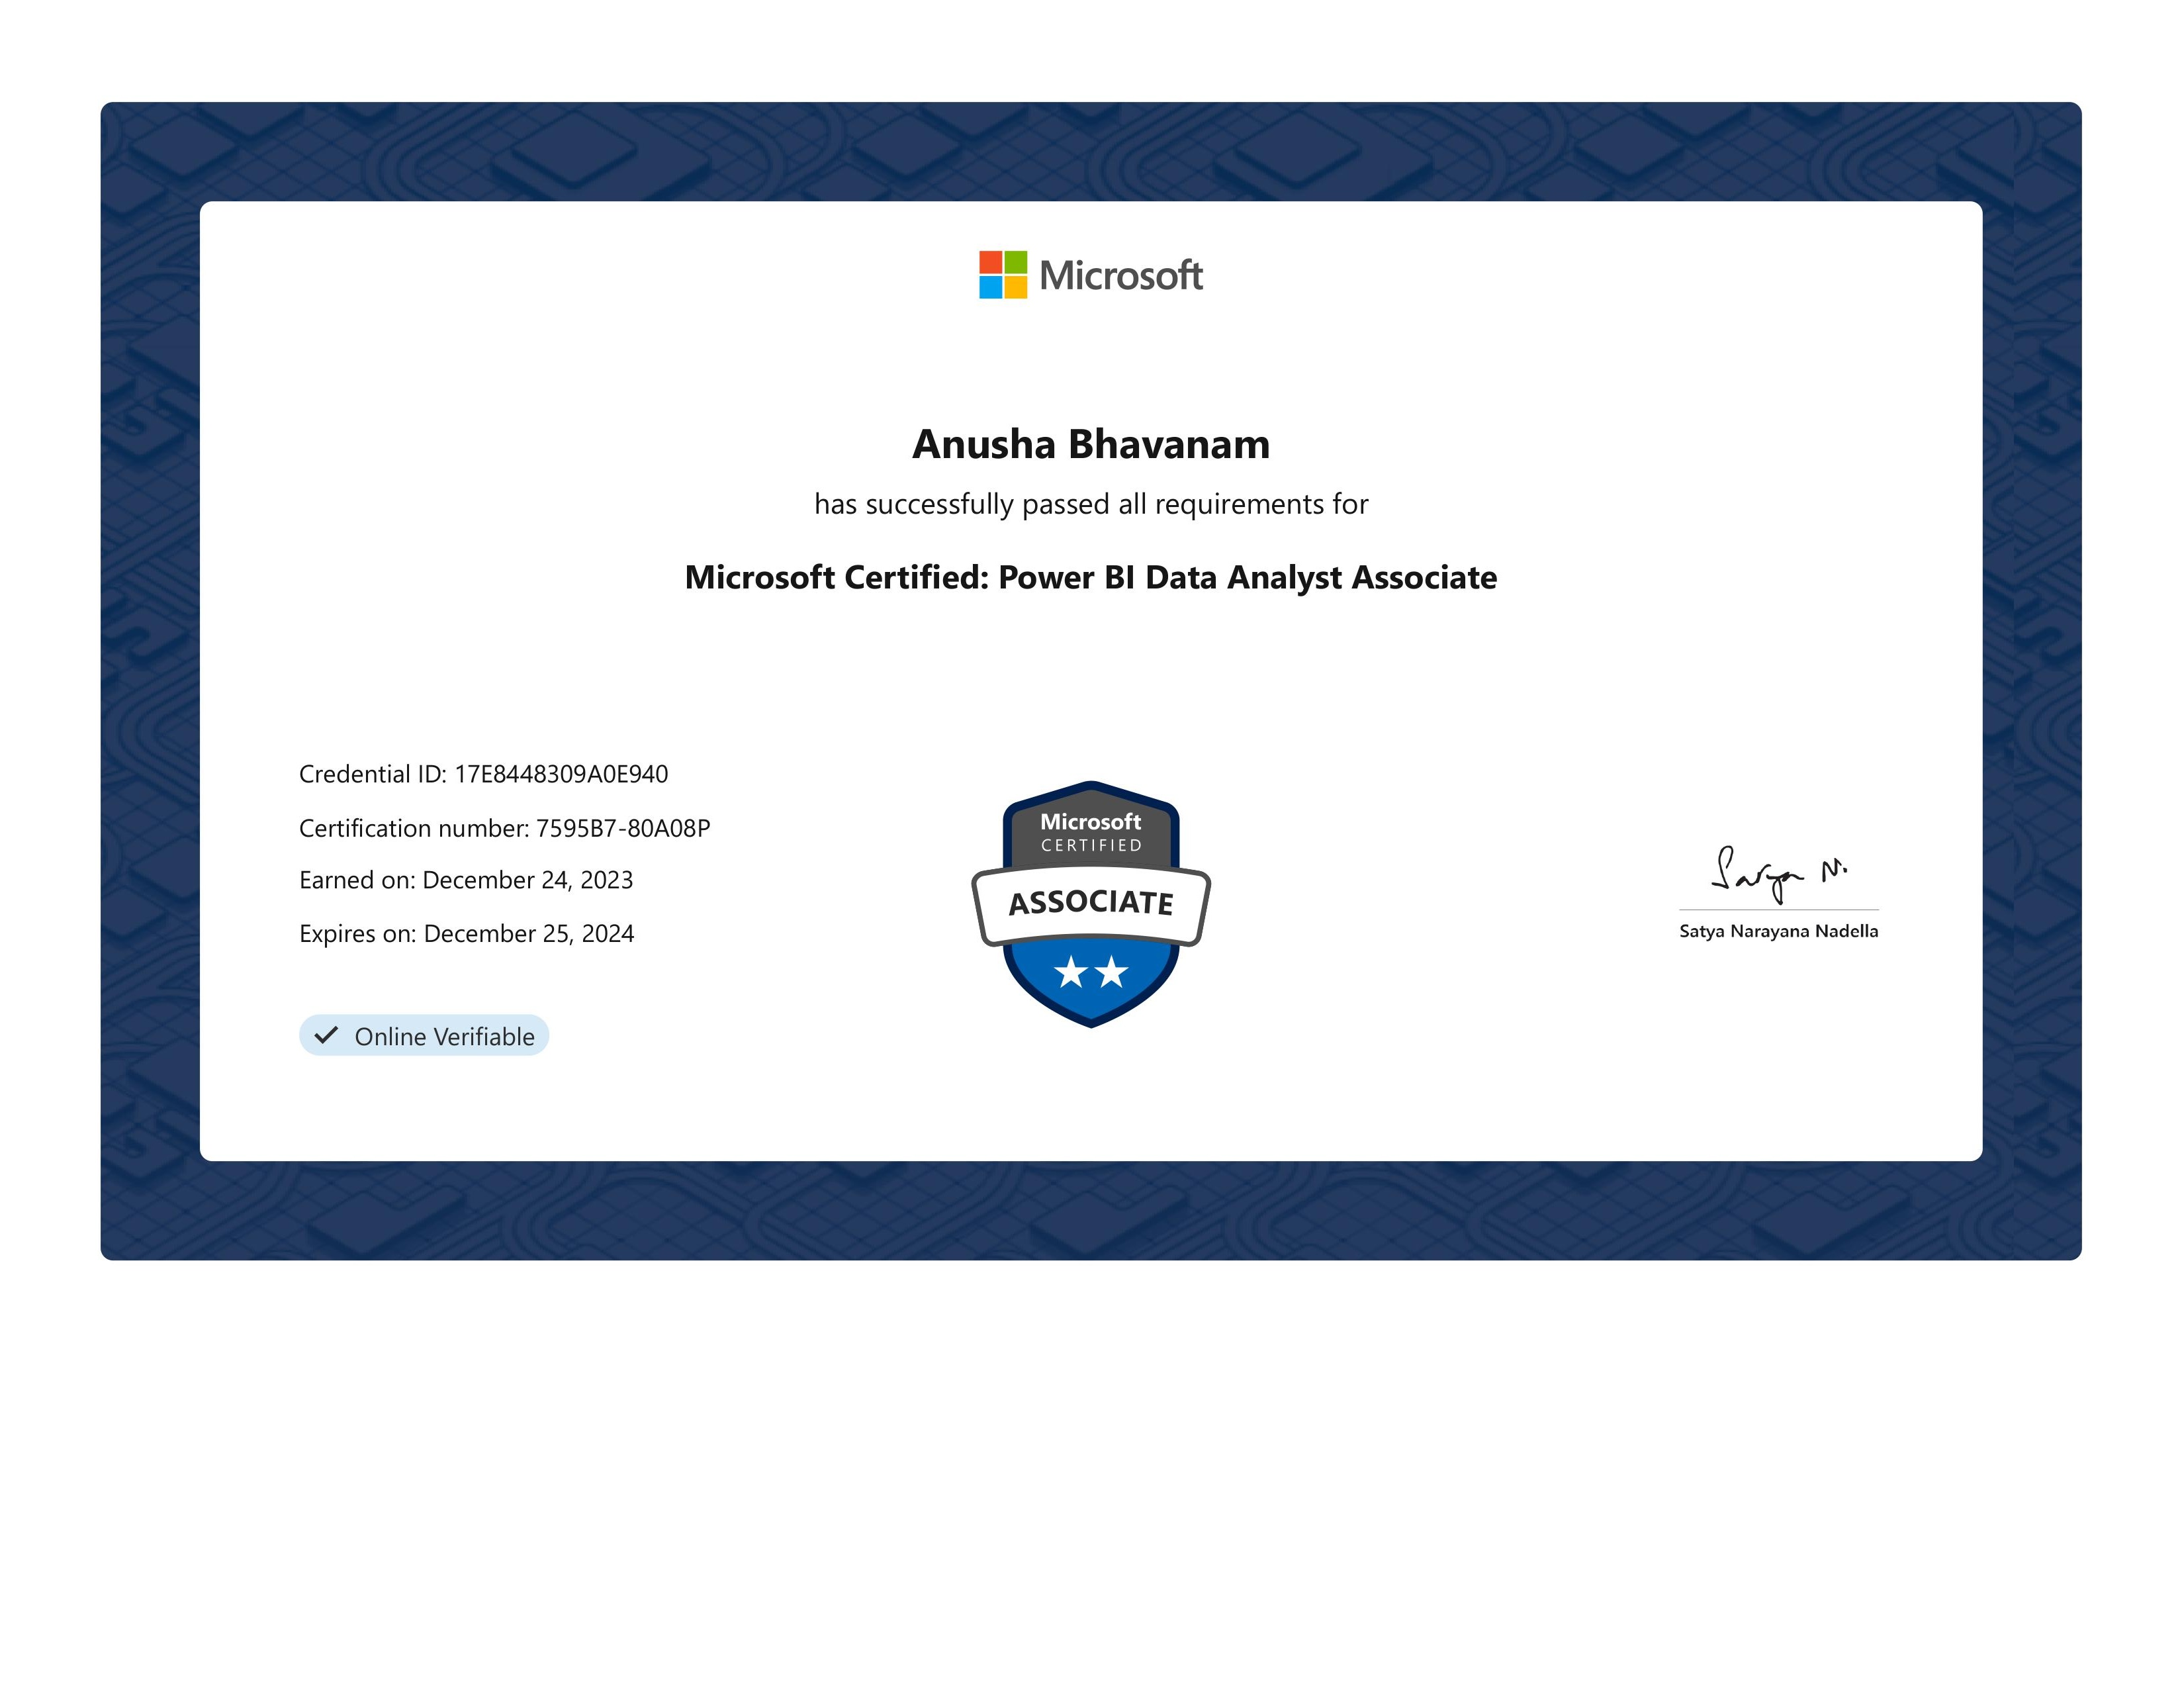 Microsoft
Anusha Bhavanam
has successfully passed all requirements for
Microsoft Certified: Power BI Data Analyst Associate
Credential ID: 17E8448309A0E940
Certification number: 7595B7-80A08P
Earned on: December 24, 2023
Expires on: December 25, 2024
Online Verifiable
Microsoft
CERTIFIED
ASSOCIATE
Satya N.
Satya Narayana Nadella